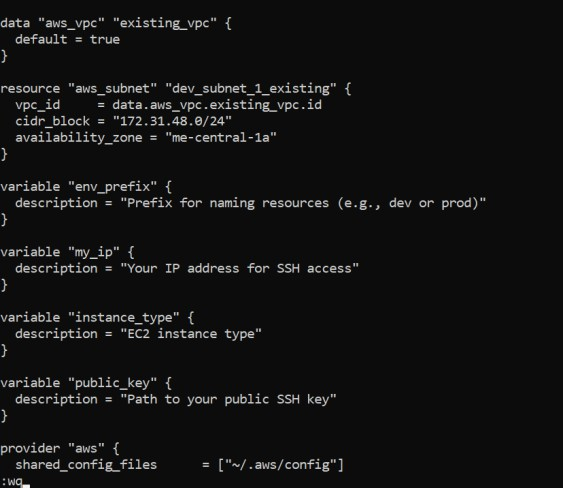 data "aws_vpc" "existing_vpc" {
  default = true
}

resource "aws_subnet" "dev_subnet_1_existing" {
  vpc_id     = data.aws_vpc.existing_vpc.id
  cidr_block = "172.31.48.0/24"
  availability_zone = "me-central-1a"
}

variable "env_prefix" {
  description = "Prefix for naming resources (e.g., dev or prod)"
}

variable "my_ip" {
  description = "Your IP address for SSH access"
}

variable "instance_type" {
  description = "EC2 instance type"
}

variable "public_key" {
  description = "Path to your public SSH key"
}

provider "aws" {
  shared_config_files      = ["~/.aws/config"]
:wq